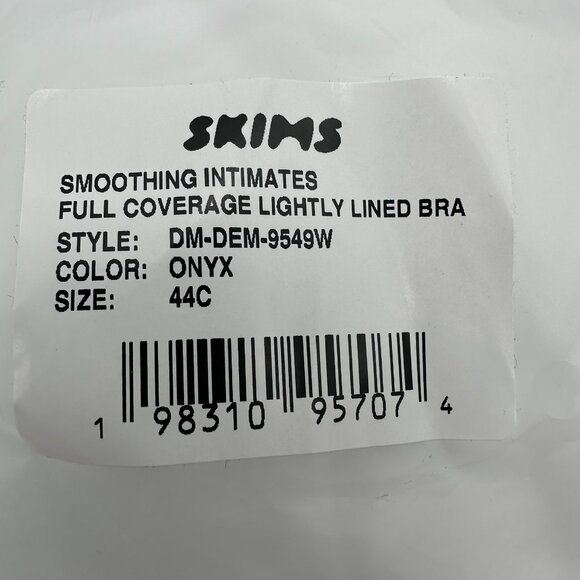 SKIMS
SMOOTHING INTIMATES
FULL COVERAGE LIGHTLY LINED BRA
STYLE: DM-DEM-9549W
COLOR: ONYX
SIZE: 44C
1 98310 95707 4